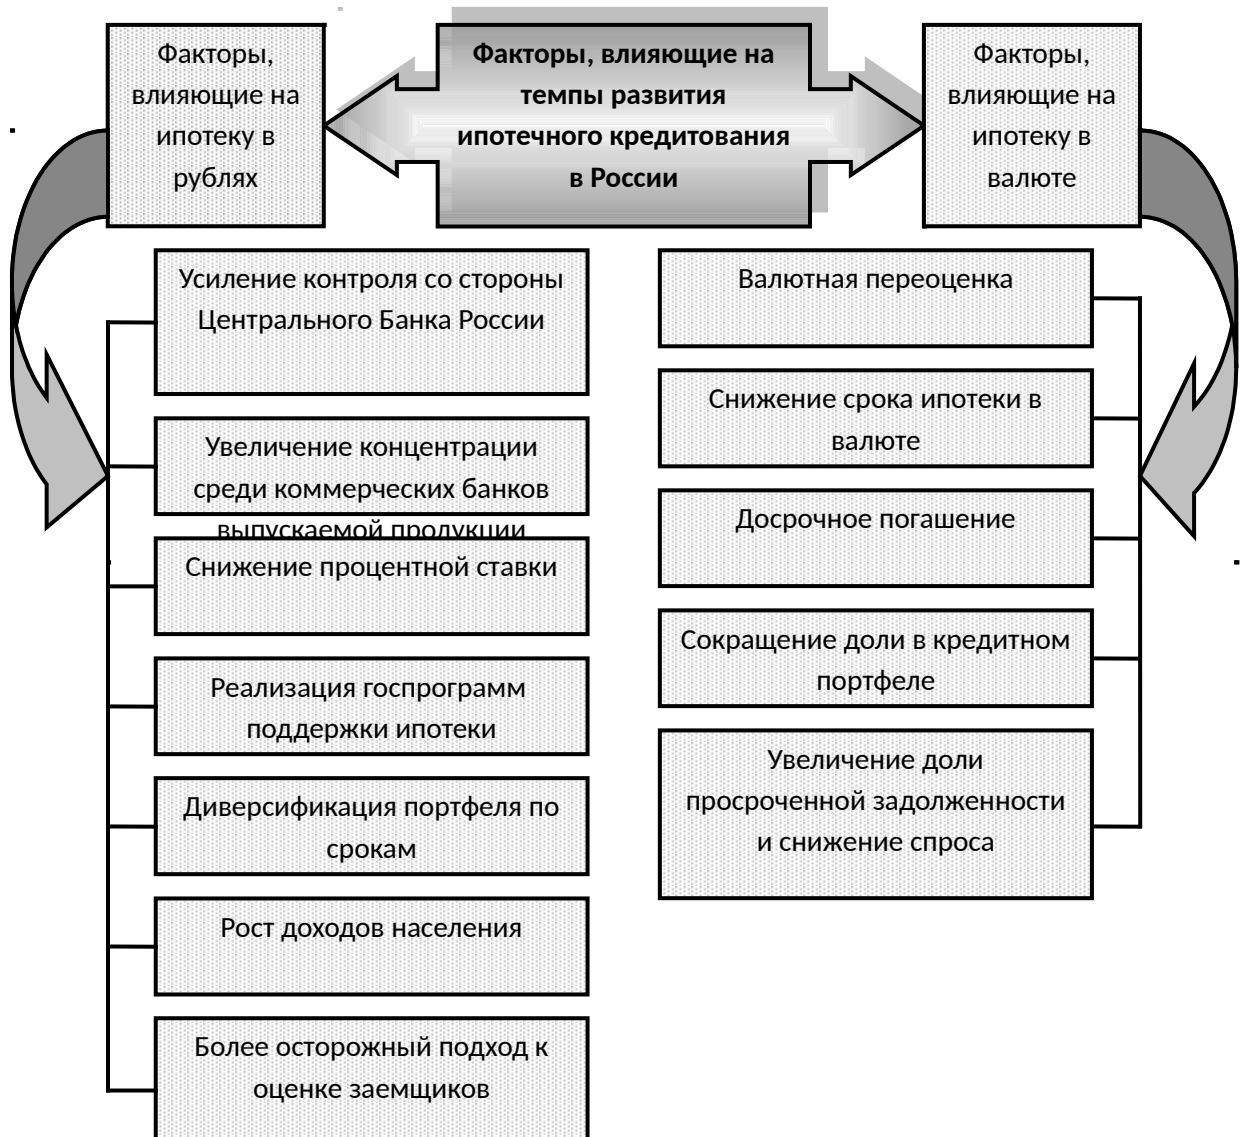 Факторы,
влияющие на
ипотеку в
рублях
Факторы, влияющие на
темпы развития
ипотечного кредитования
в России
Факторы,
влияющие на
ипотеку в
валюте
Усиление контроля со стороны
Центрального Банка России
Увеличение концентрации
среди коммерческих банков
выпускаемой продукции
Снижение процентной ставки
Реализация госпрограмм
поддержки ипотеки
Диверсификация портфеля по
срокам
Рост доходов населения
Более осторожный подход к
оценке заемщиков
Валютная переоценка
Снижение срока ипотеки в
валюте
Досрочное погашение
Сокращение доли в кредитном
портфеле
Увеличение доли
просроченной задолженности
и снижение спроса